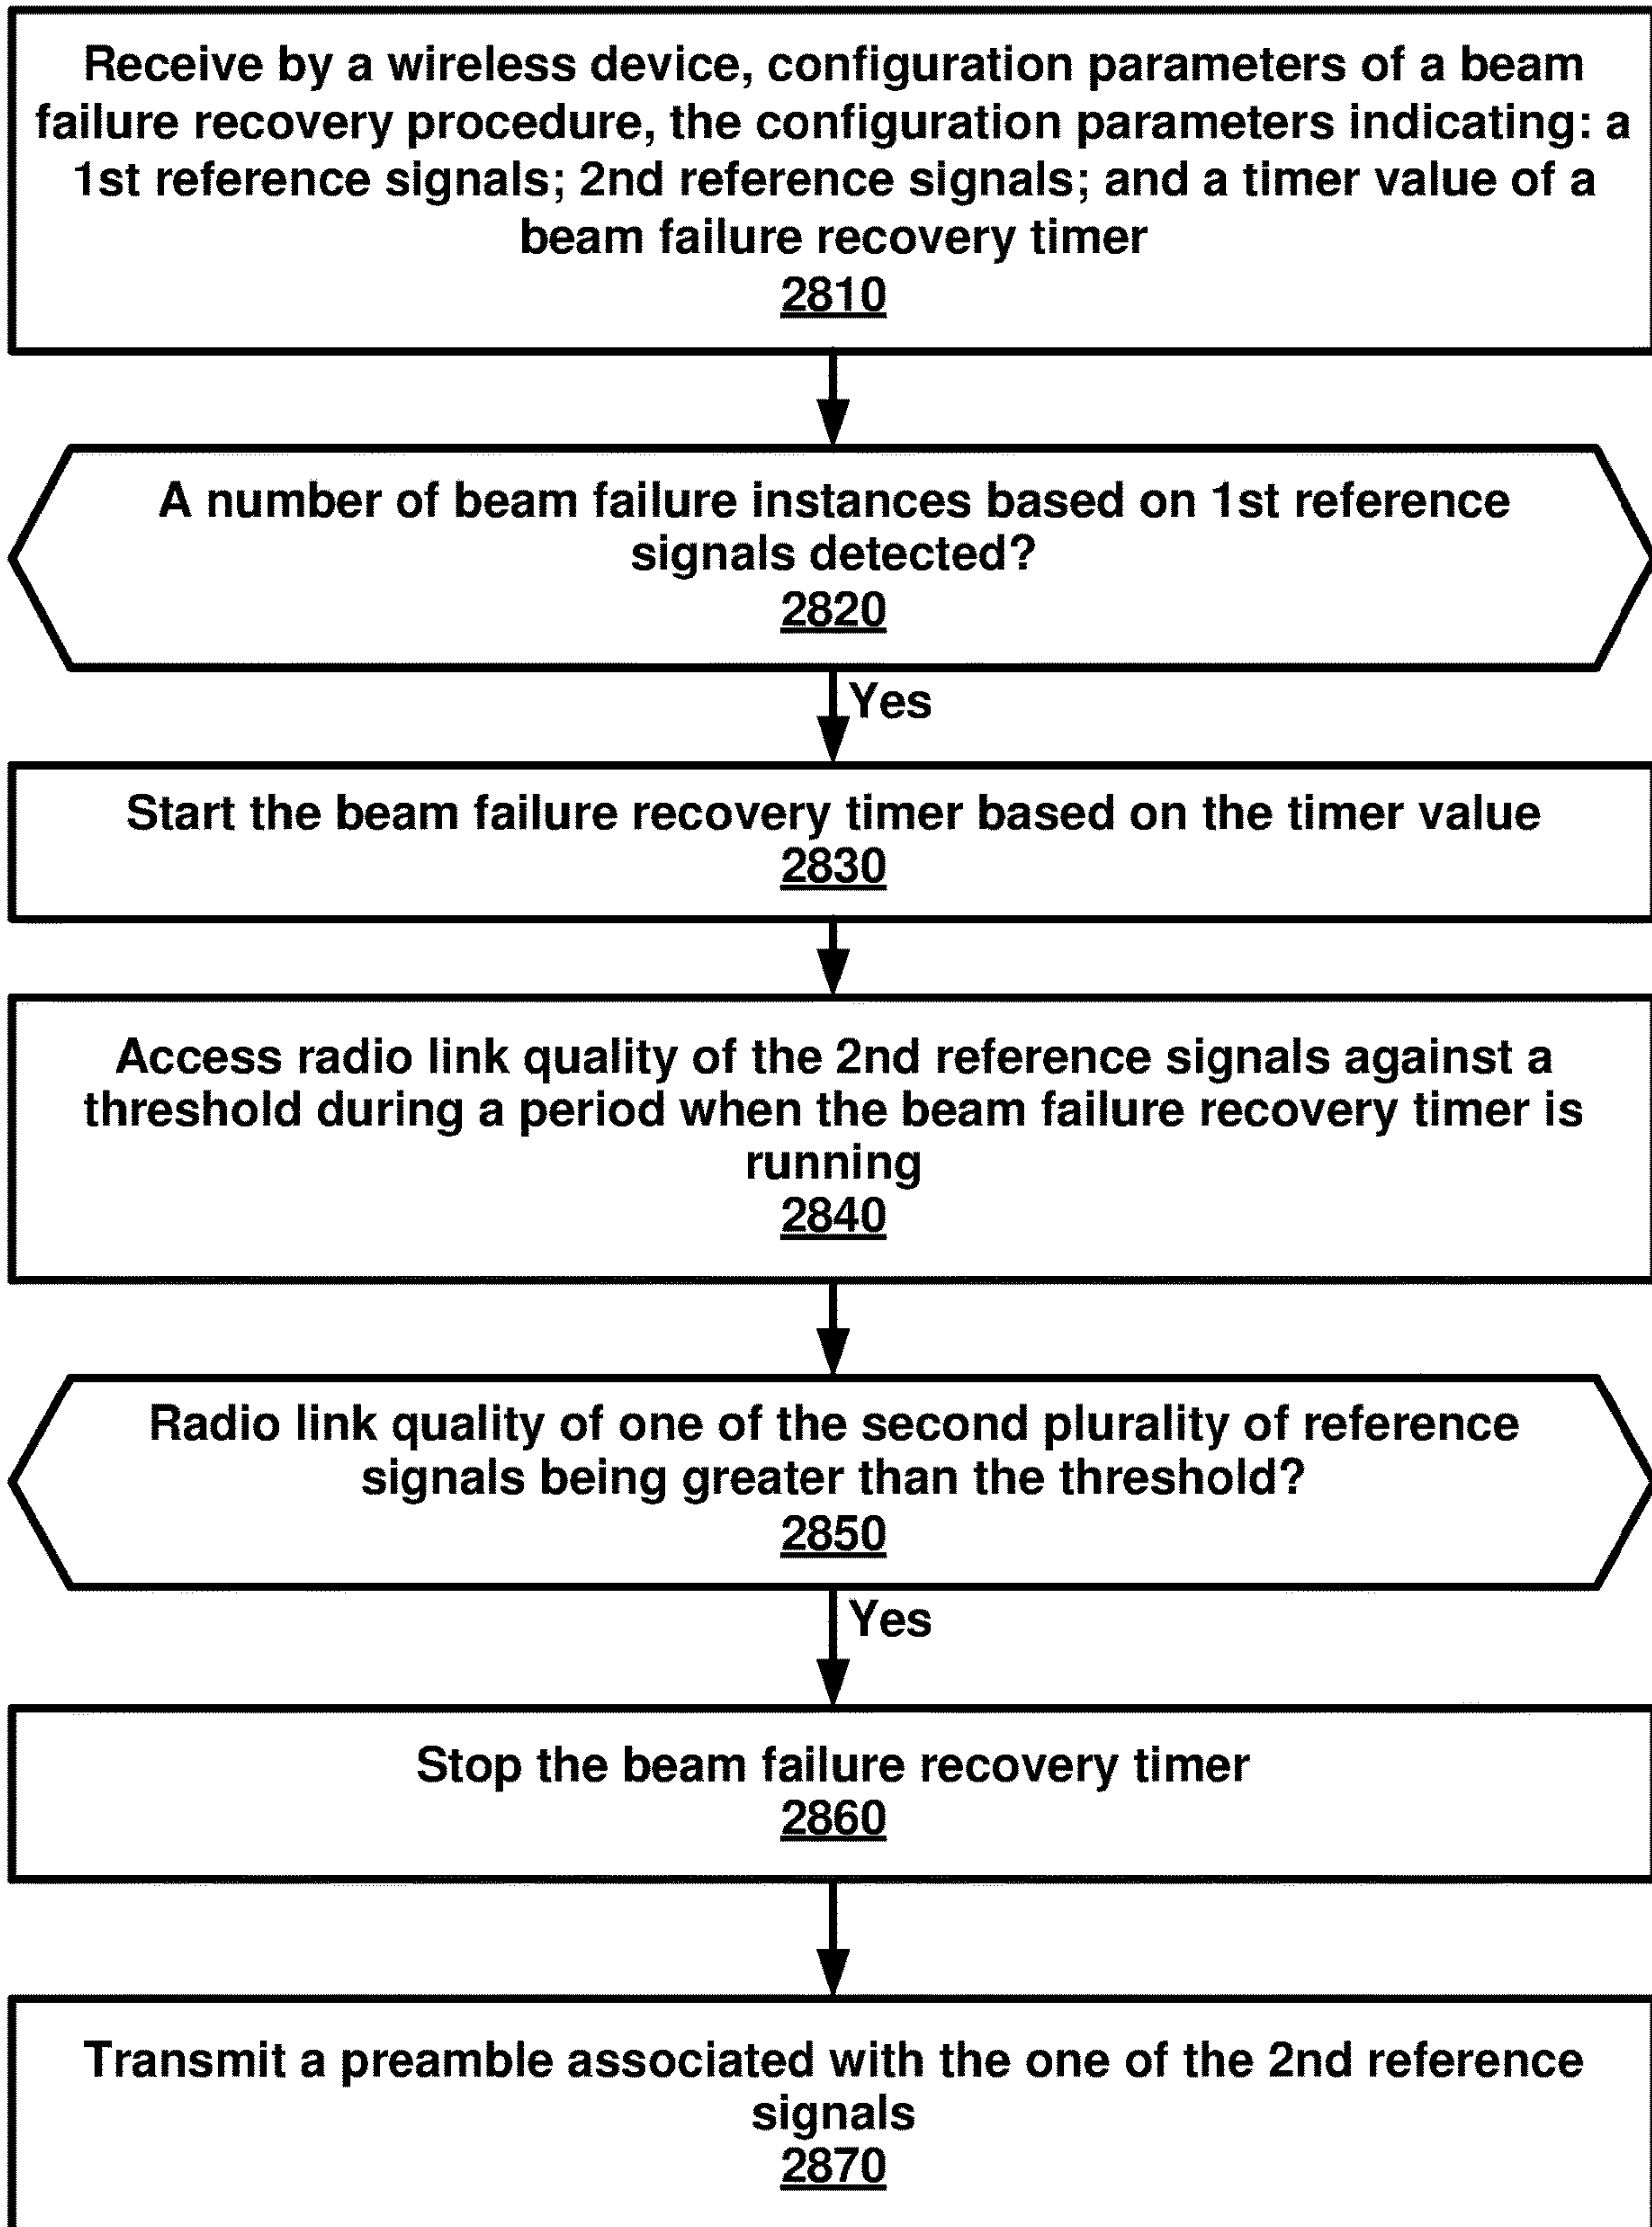 Receive by a wireless device, configuration parameters of a beam
failure recovery procedure, the configuration parameters indicating: a
1st reference signals; 2nd reference signals; and a timer value of a
beam failure recovery timer
2810
A number of beam failure instances based on 1st reference
signals detected?
2820
Yes
Start the beam failure recovery timer based on the timer value
2830
Access radio link quality of the 2nd reference signals against a
threshold during a period when the beam failure recovery timer is
running
2840
Radio link quality of one of the second plurality of reference
signals being greater than the threshold?
2850
Yes
Stop the beam failure recovery timer
2860
Transmit a preamble associated with the one of the 2nd reference
signals
2870